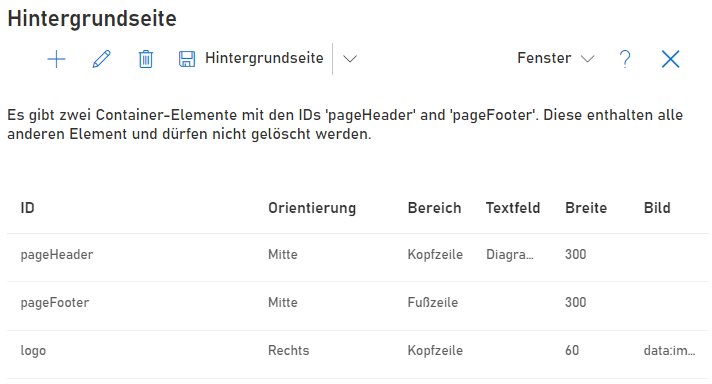 Hintergrundseite
Hintergrundseite Fenster ?
Es gibt zwei Container-Elemente mit den IDs 'pageHeader' and 'pageFooter'. Diese enthalten alle
anderen Element und dürfen nicht gelöscht werden.
ID Orientierung Bereich Textfeld Breite Bild
pageHeader Mitte Kopfzeile Diagra... 300
pageFooter Mitte Fußzeile 300
logo Rechts Kopfzeile 60 data:im...